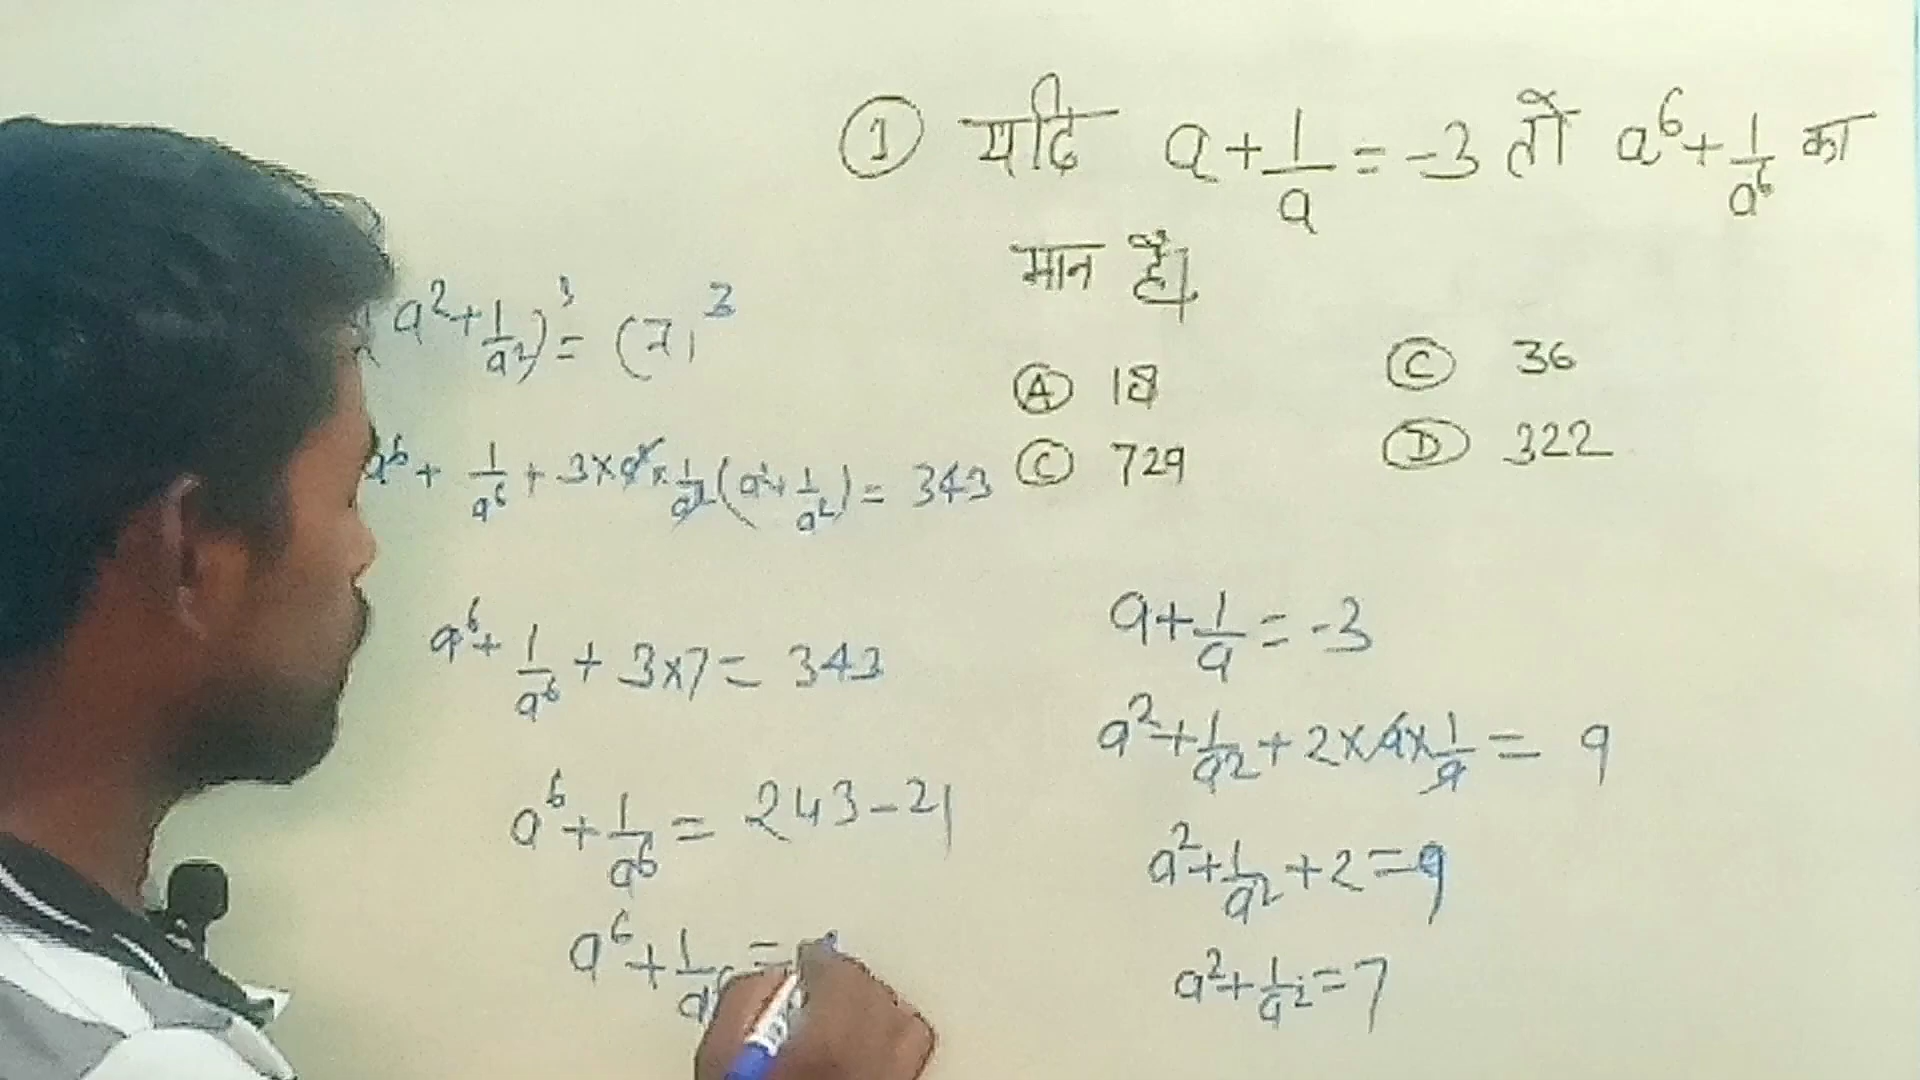 ① यदि a + 1/a = -3 तो a⁶ + 1/a⁶ का
मान है।
Ⓐ 18
Ⓒ 36
Ⓒ 729
Ⓓ 322
a + 1/a = -3
a² + 1/a² + 2 × a × 1/a = 9
a² + 1/a² + 2 = 9
a² + 1/a² = 7
a² + 1/a²)³ = (7)³
a⁶ + 1/a⁶ + 3 × a² × 1/a² (a² + 1/a²) = 343
a⁶ + 1/a⁶ + 3×7 = 343
a⁶ + 1/a⁶ = 243 - 21
a⁶ + 1/a⁶ =